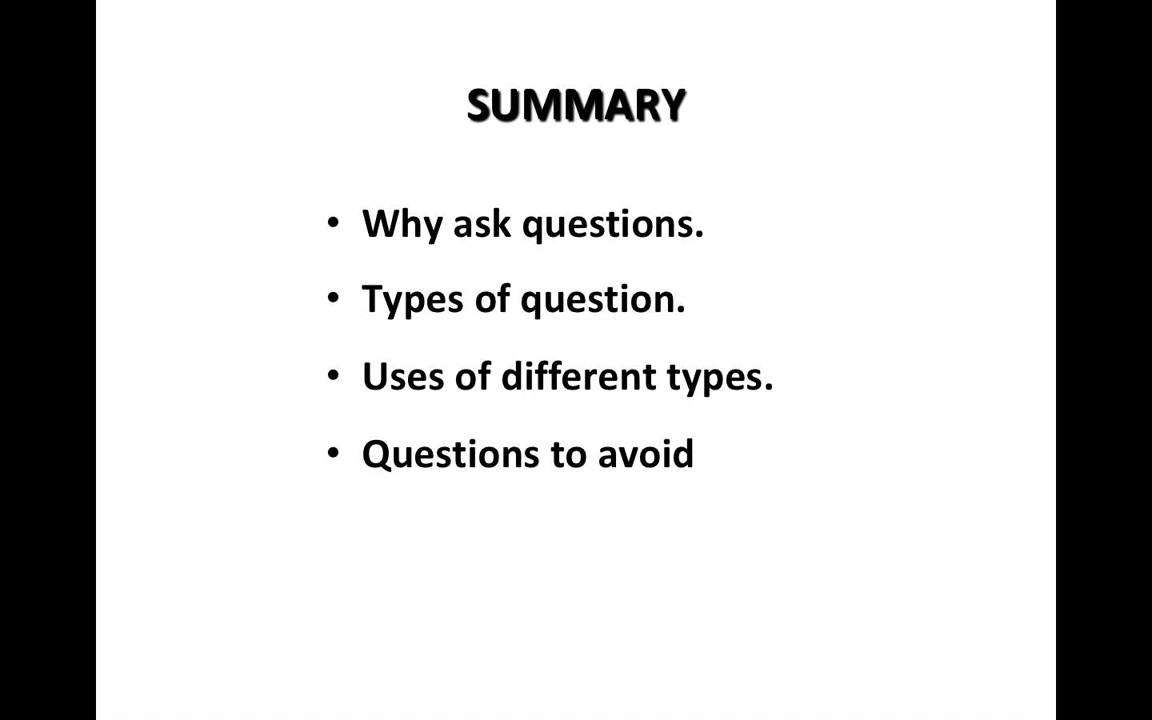 SUMMARY
• Why ask questions.
• Types of question.
• Uses of different types.
• Questions to avoid